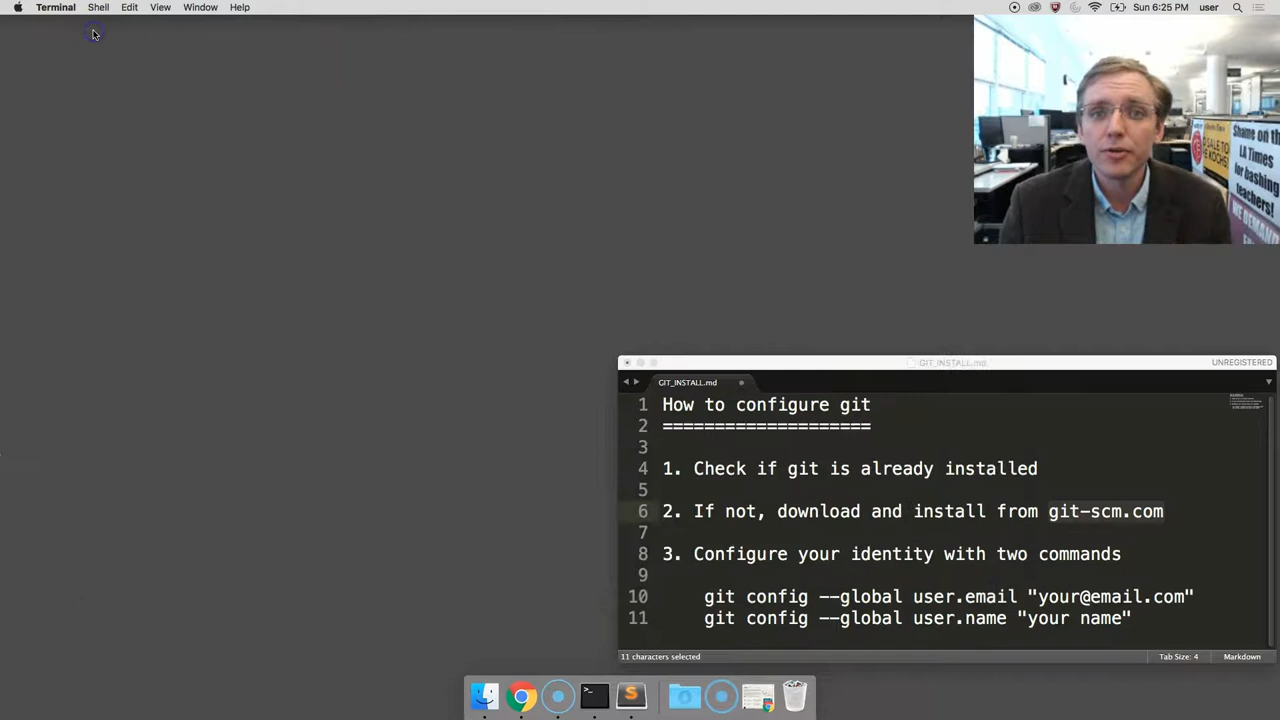 Terminal Shell Edit View Window Help
Sun 6:25 PM user
Shame on the
LA Times
for bashing
teachers!
WE DEMAND
GIT_INSTALL.md
UNREGISTERED
GIT_INSTALL.md
1 How to configure git
2 ====================
3
4 1. Check if git is already installed
5
6 2. If not, download and install from git-scm.com
7
8 3. Configure your identity with two commands
9
10 git config --global user.email "your@email.com"
11 git config --global user.name "your name"
11 characters selected
Tab Size: 4
Markdown